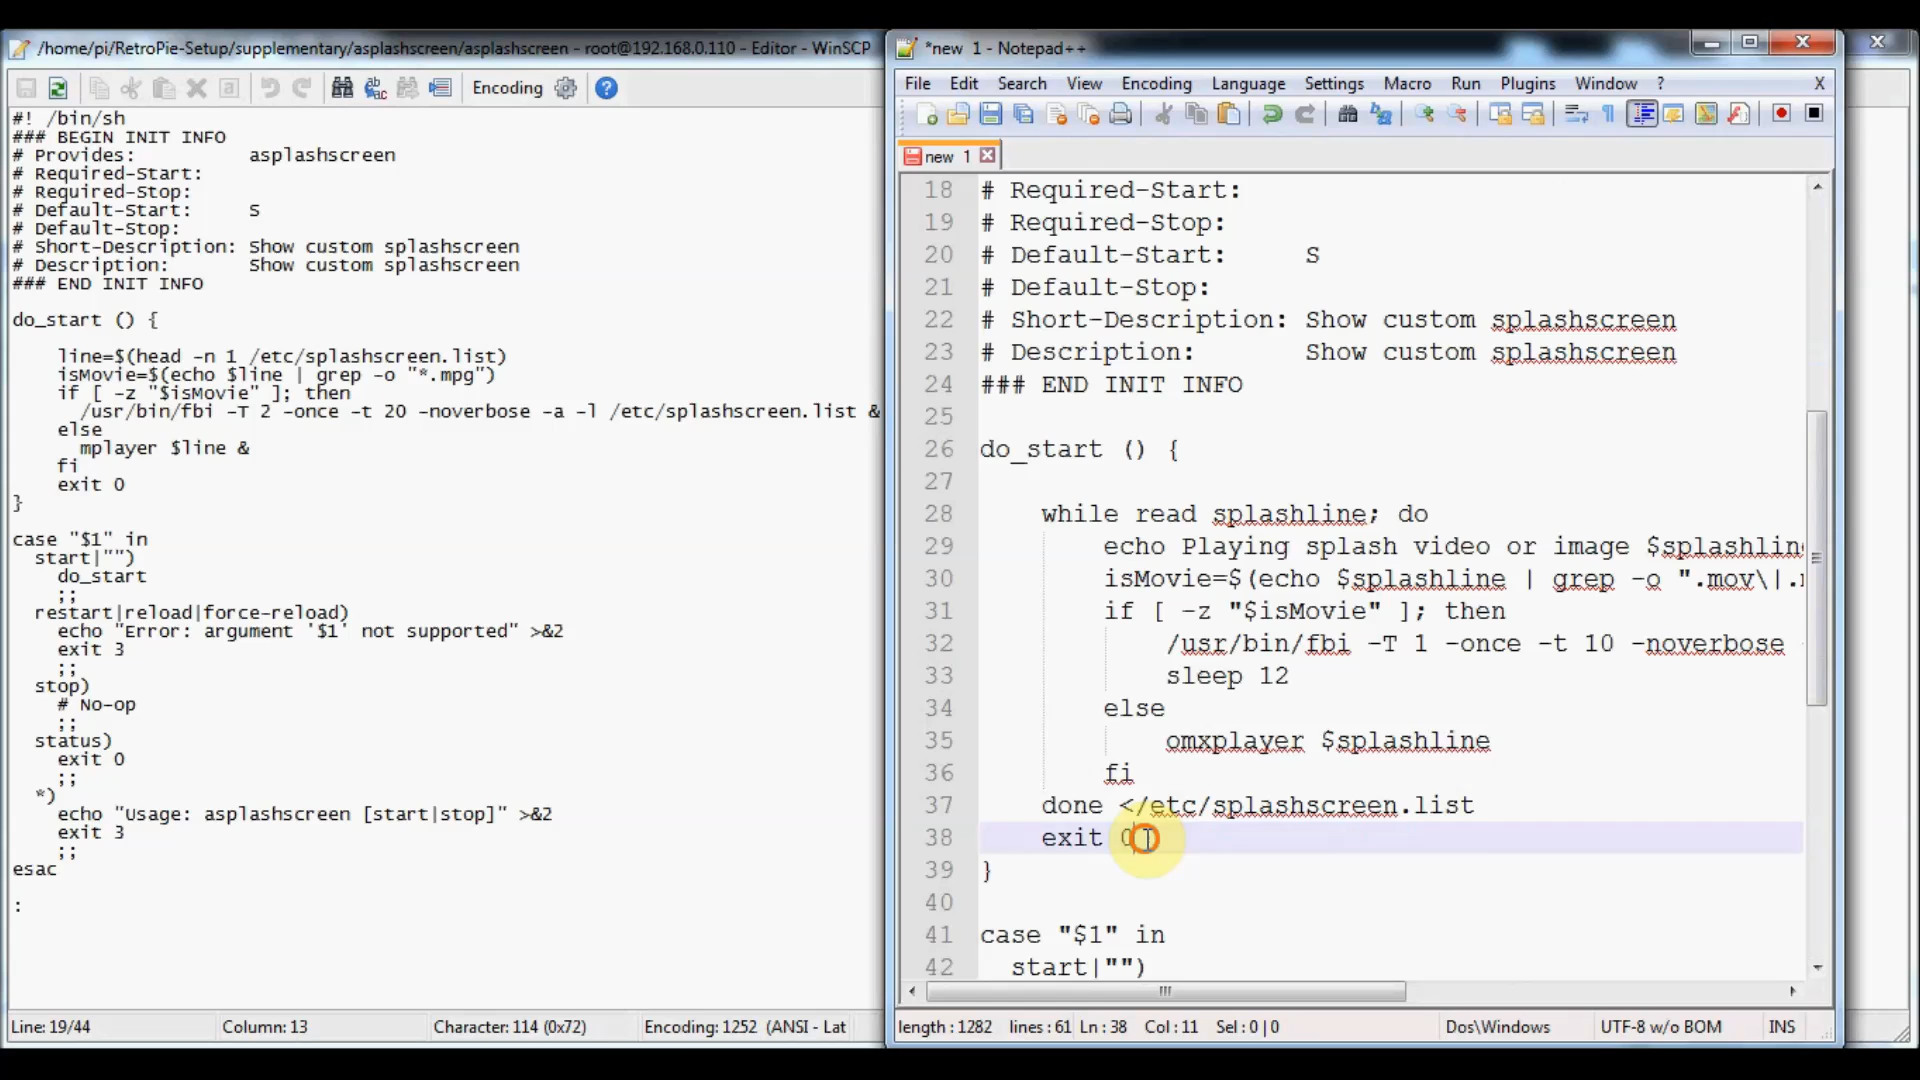 /home/pi/RetroPie-Setup/supplementary/asplashscreen/asplashscreen - root@192.168.0.110 - Editor - WinSCP
Encoding
#! /bin/sh
### BEGIN INIT INFO
# Provides:          asplashscreen
# Required-Start:
# Required-Stop:
# Default-Start:     S
# Default-Stop:
# Short-Description: Show custom splashscreen
# Description:       Show custom splashscreen
### END INIT INFO
do_start () {
line=$(head -n 1 /etc/splashscreen.list)
isMovie=$(echo $line | grep -o "*.mpg")
if [ -z "$isMovie" ]; then
/usr/bin/fbi -T 2 -once -t 20 -noverbose -a -l /etc/splashscreen.list &
else
mplayer $line &
fi
exit 0
}
case "$1" in
start|"")
do_start
;;
restart|reload|force-reload)
echo "Error: argument '$1' not supported" >&2
exit 3
;;
stop)
# No-op
;;
status)
exit 0
;;
*)
echo "Usage: asplashscreen [start|stop]" >&2
exit 3
;;
esac
:
Line: 19/44
Column: 13
Character: 114 (0x72)
Encoding: 1252  (ANSI - Lat
*new  1 - Notepad++
File Edit Search View Encoding Language Settings Macro Run Plugins Window ? X
new  1
18 # Required-Start:
19 # Required-Stop:
20 # Default-Start:     S
21 # Default-Stop:
22 # Short-Description: Show custom splashscreen
23 # Description:       Show custom splashscreen
24 ### END INIT INFO
25
26 do_start () {
27
28 while read splashline; do
29 echo Playing splash video or image $splashlin
30 isMovie=$(echo $splashline | grep -o ".mov\|.
31 if [ -z "$isMovie" ]; then
32 /usr/bin/fbi -T 1 -once -t 10 -noverbose
33 sleep 12
34 else
35 omxplayer $splashline
36 fi
37 done </etc/splashscreen.list
38 exit 0
39 }
40
41 case "$1" in
42 start|"")
length : 1282   lines : 61
Ln : 38   Col : 11   Sel : 0 | 0
Dos\Windows
UTF-8 w/o BOM
INS